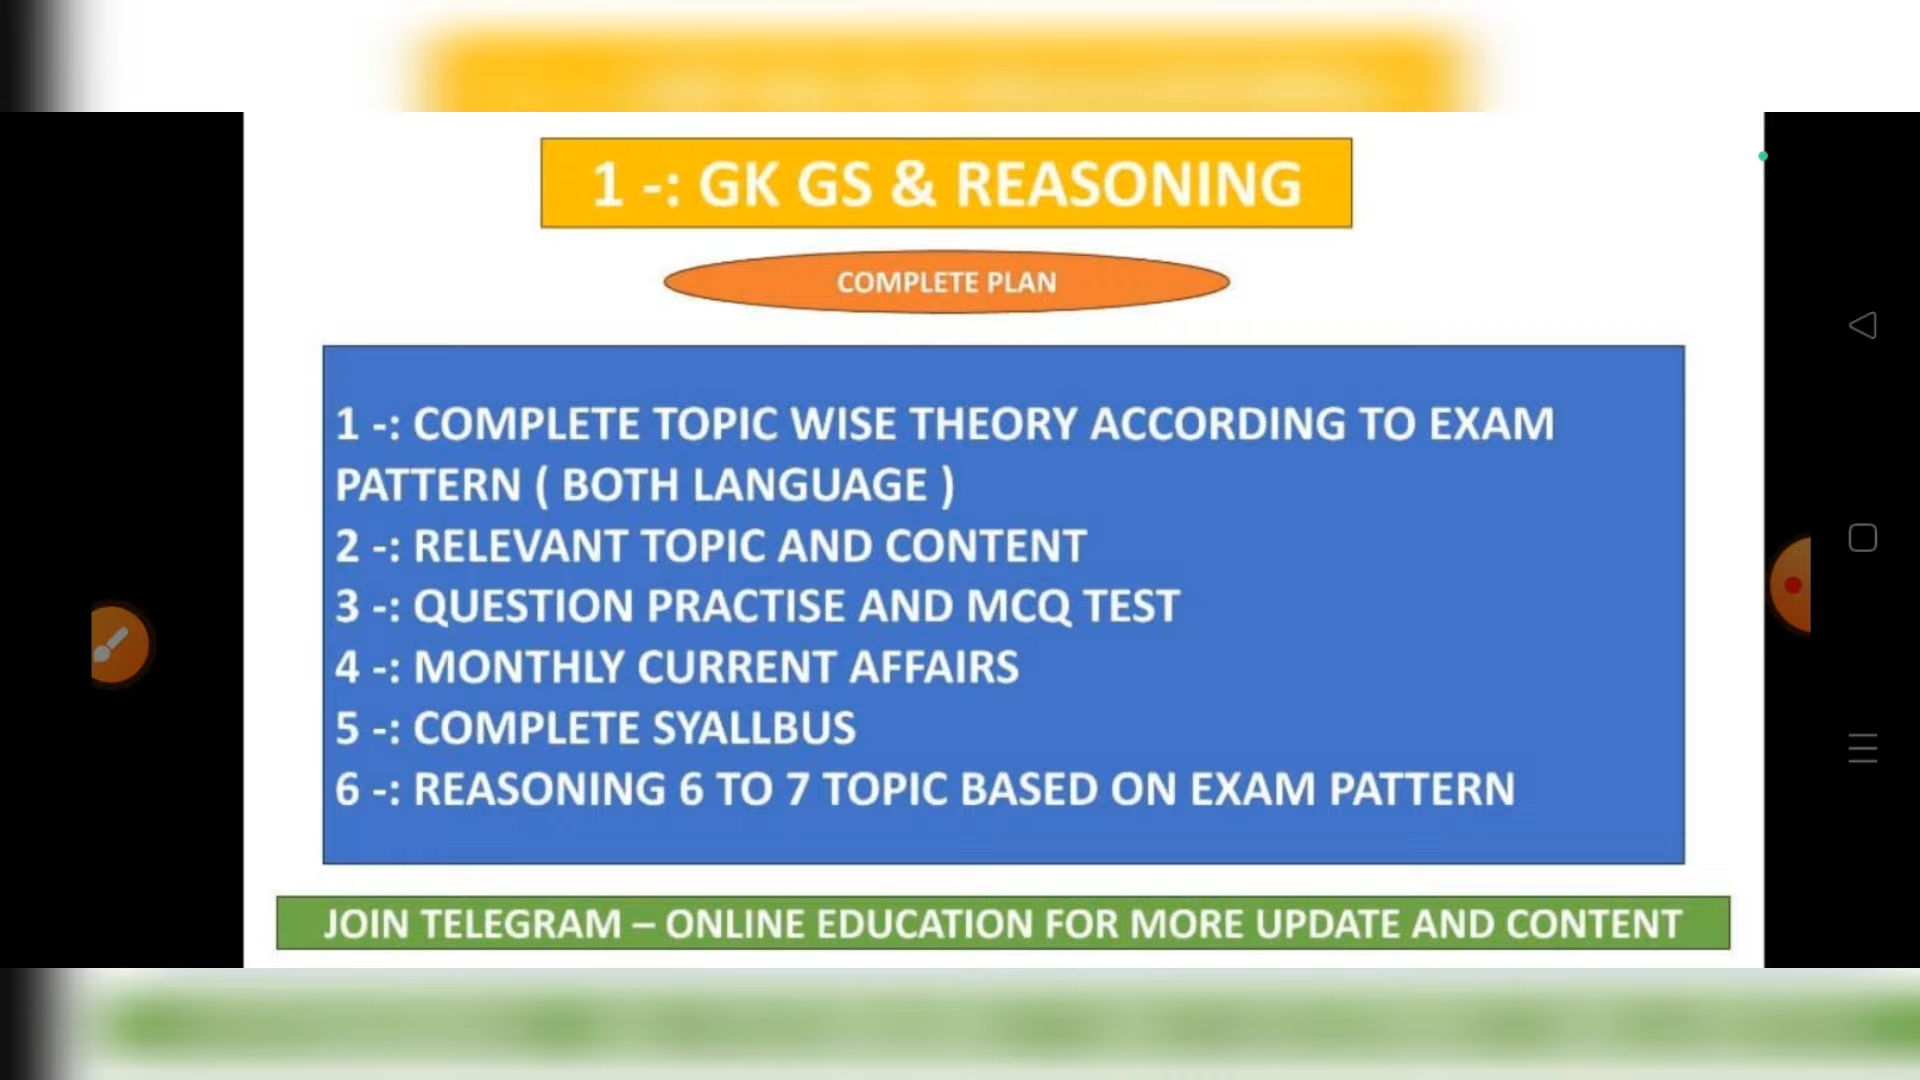 1 -: GK GS & REASONING
COMPLETE PLAN
1 -: COMPLETE TOPIC WISE THEORY ACCORDING TO EXAM
PATTERN ( BOTH LANGUAGE )
2 -: RELEVANT TOPIC AND CONTENT
3 -: QUESTION PRACTISE AND MCQ TEST
4 -: MONTHLY CURRENT AFFAIRS
5 -: COMPLETE SYALLBUS
6 -: REASONING 6 TO 7 TOPIC BASED ON EXAM PATTERN
JOIN TELEGRAM – ONLINE EDUCATION FOR MORE UPDATE AND CONTENT